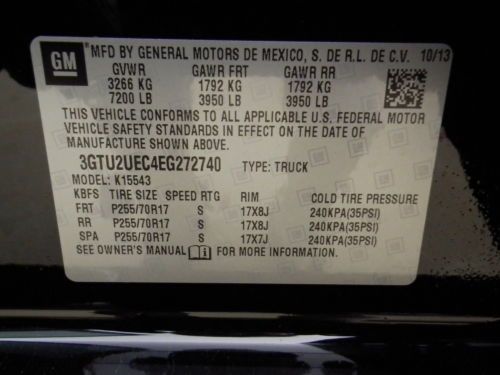 GM
MFD BY GENERAL MOTORS DE MEXICO, S. DE R.L. DE C.V. 10/13
GVWR GAWR FRT GAWR RR
3266 KG 1792 KG 1792 KG
7200 LB 3950 LB 3950 LB
THIS VEHICLE CONFORMS TO ALL APPLICABLE U.S. FEDERAL MOTOR
VEHICLE SAFETY STANDARDS IN EFFECT ON THE DATE OF
MANUFACTURE SHOWN ABOVE.
3GTU2UEC4EG272740 TYPE: TRUCK
MODEL: K15543
KBFS TIRE SIZE SPEED RTG RIM COLD TIRE PRESSURE
FRT P255/70R17 S 17X8J 240KPA(35PSI)
RR P255/70R17 S 17X8J 240KPA(35PSI)
SPA P255/70R17 S 17X7J 240KPA(35PSI)
SEE OWNER'S MANUAL i FOR MORE INFORMATION.